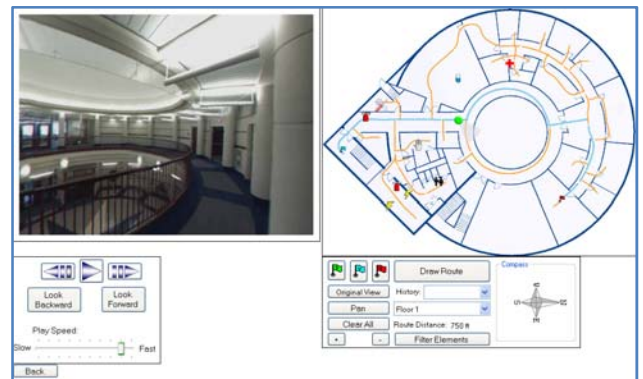 Look Backward
Look Forward
Play Speed:
Slow
Fast
Back
Draw Route
Compass
Original View
History:
Pan
Floor 1
Clear All
Route Distance: 750 ft
+
-
Filter Elements
S
E